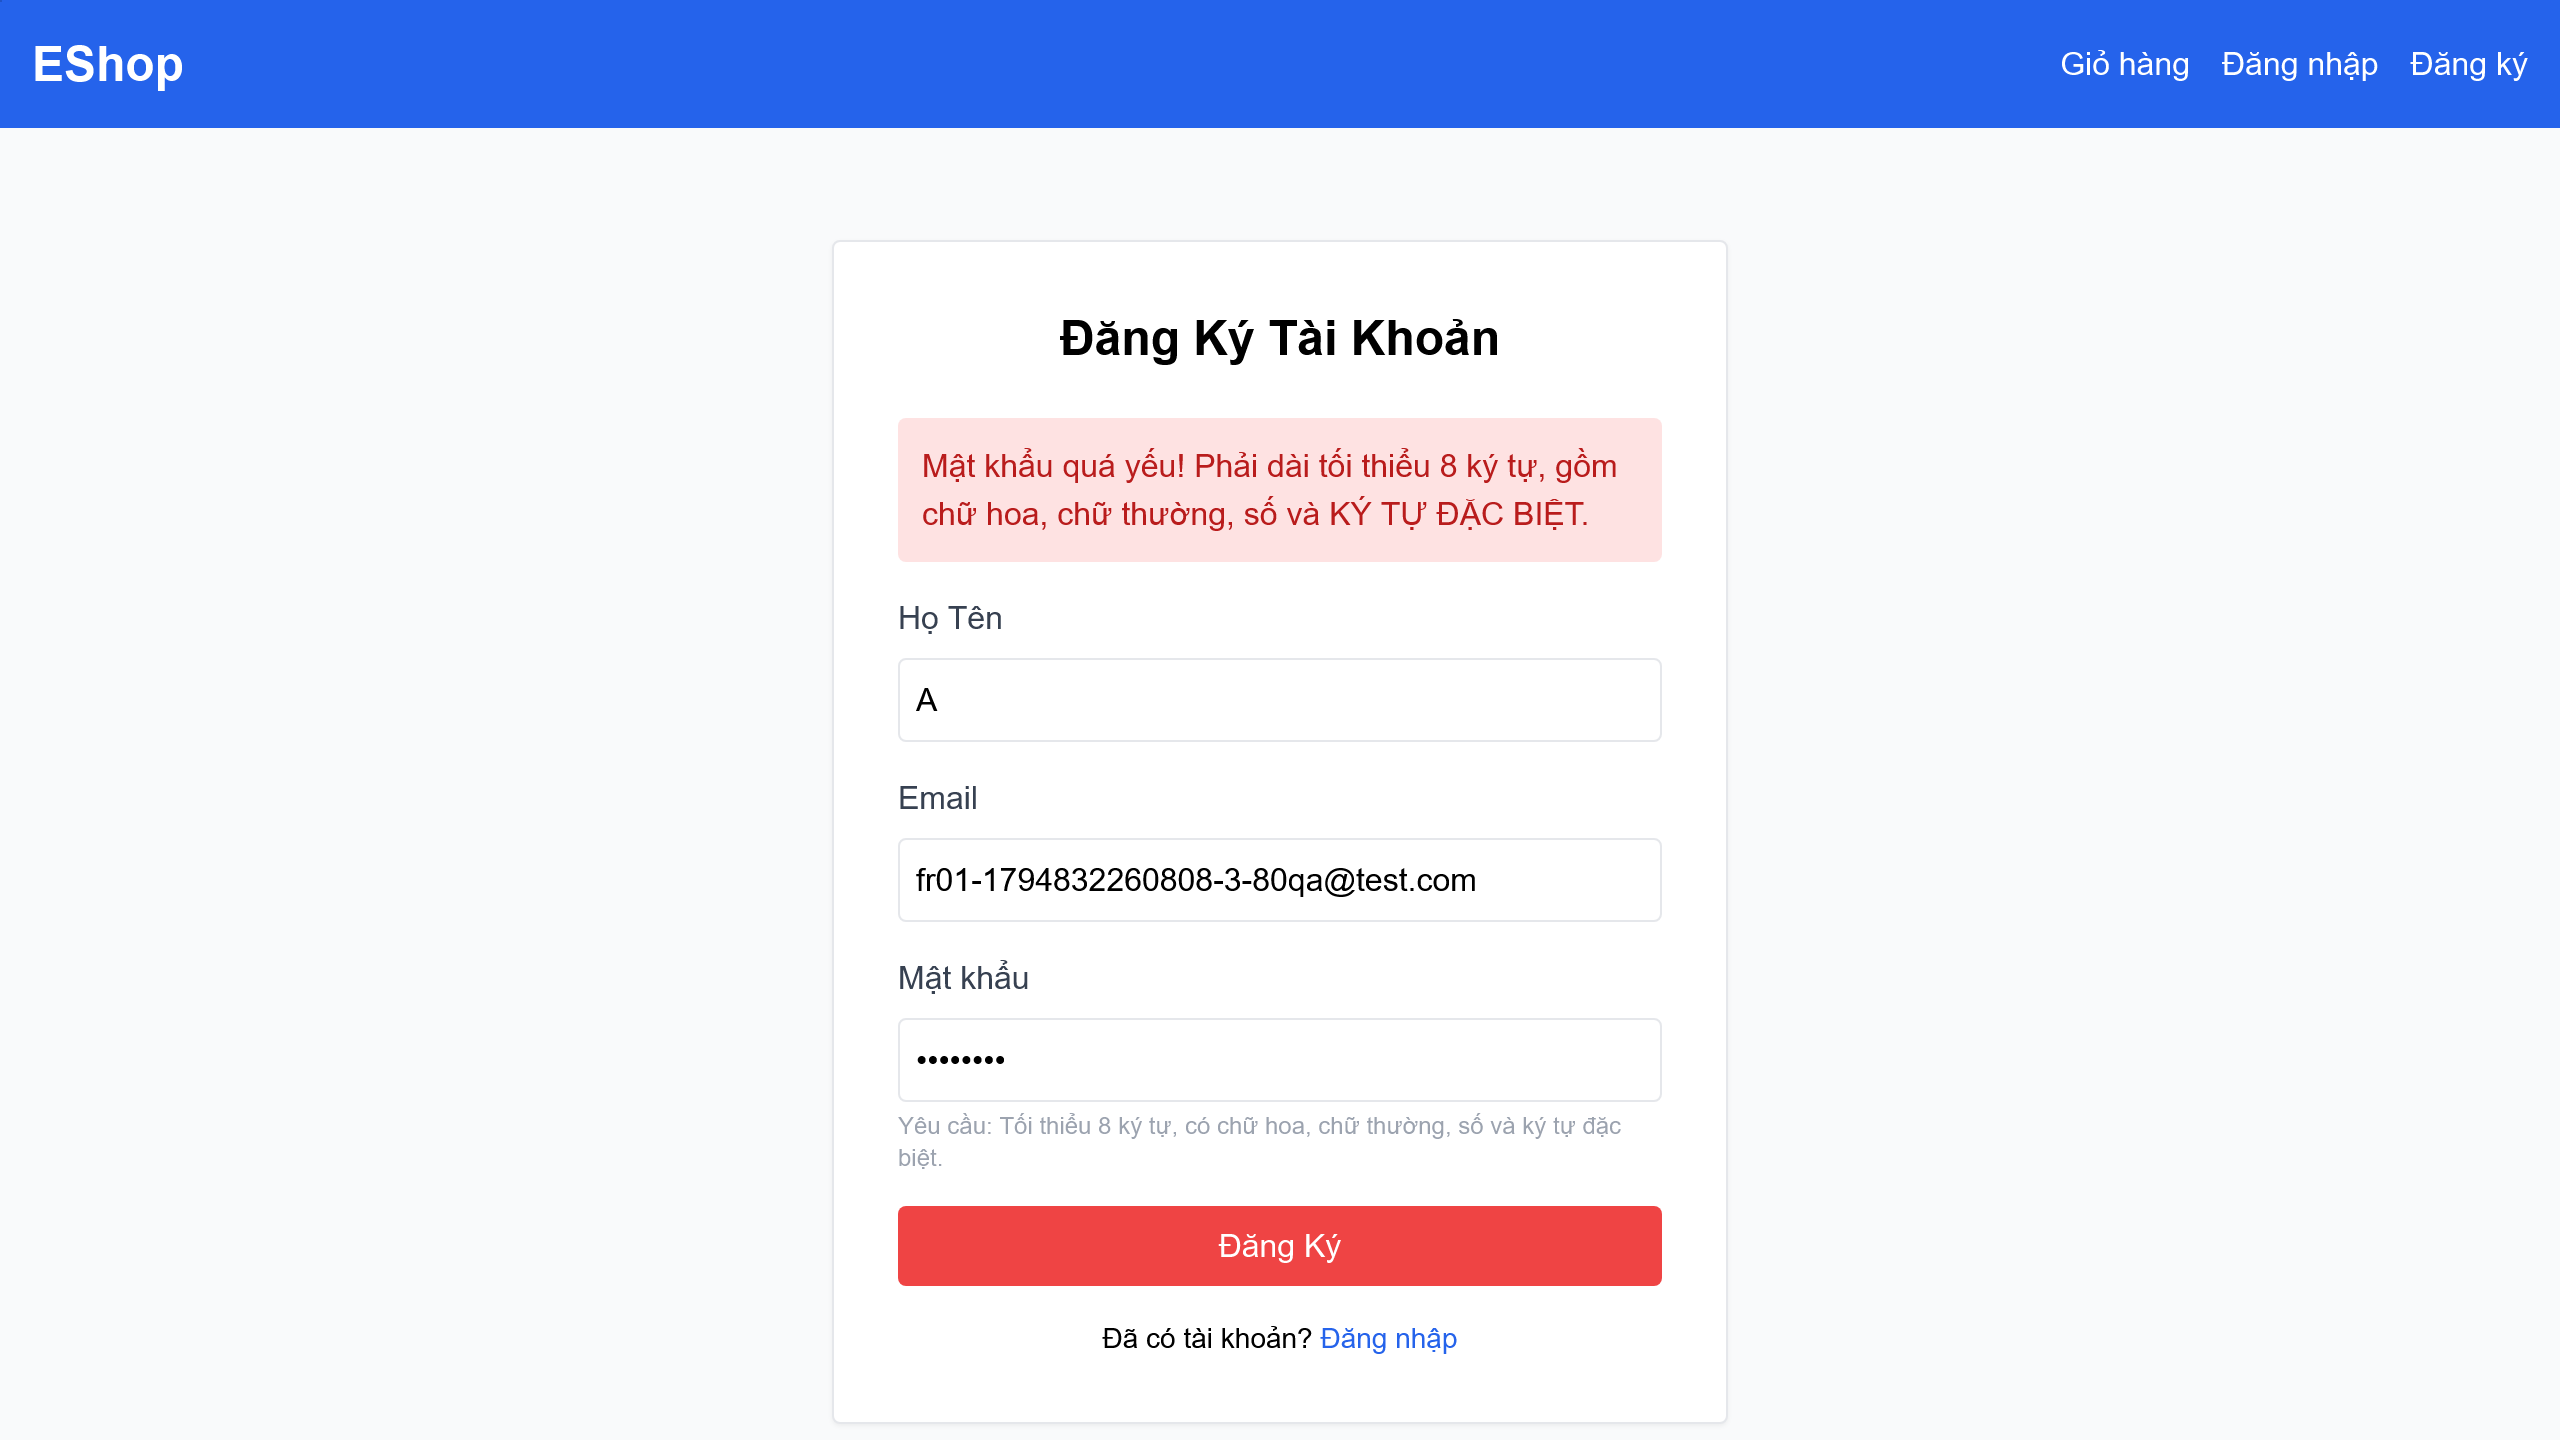 EShop
Giỏ hàng
Đăng nhập
Đăng ký
Đăng Ký Tài Khoản
Mật khẩu quá yếu! Phải dài tối thiểu 8 ký tự, gồm
chữ hoa, chữ thường, số và KÝ TỰ ĐẶC BIỆT.
Họ Tên
A
Email
fr01-1794832260808-3-80qa@test.com
Mật khẩu
••••••••
Yêu cầu: Tối thiểu 8 ký tự, có chữ hoa, chữ thường, số và ký tự đặc
biệt.
Đăng Ký
Đã có tài khoản? Đăng nhập